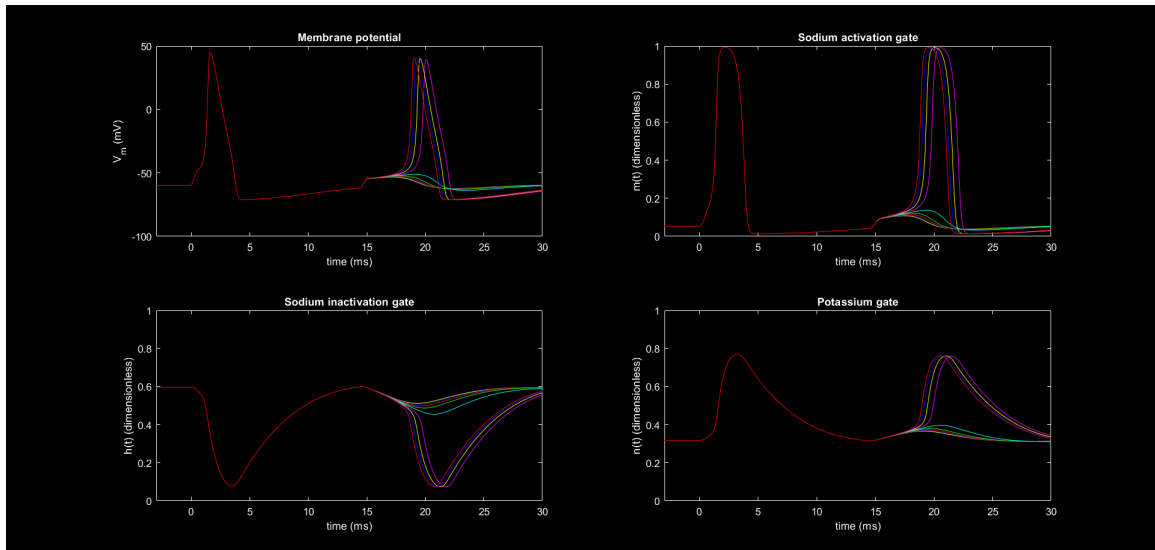 Membrane potential
50
0
-50
-100
V_m (mV)
0 5 10 15 20 25 30
time (ms)
Sodium activation gate
1
0.8
0.6
0.4
0.2
0
m(t) (dimensionless)
0 5 10 15 20 25 30
time (ms)
Sodium inactivation gate
1
0.8
0.6
0.4
0.2
0
h(t) (dimensionless)
0 5 10 15 20 25 30
time (ms)
Potassium gate
1
0.8
0.6
0.4
0.2
0
n(t) (dimensionless)
0 5 10 15 20 25 30
time (ms)